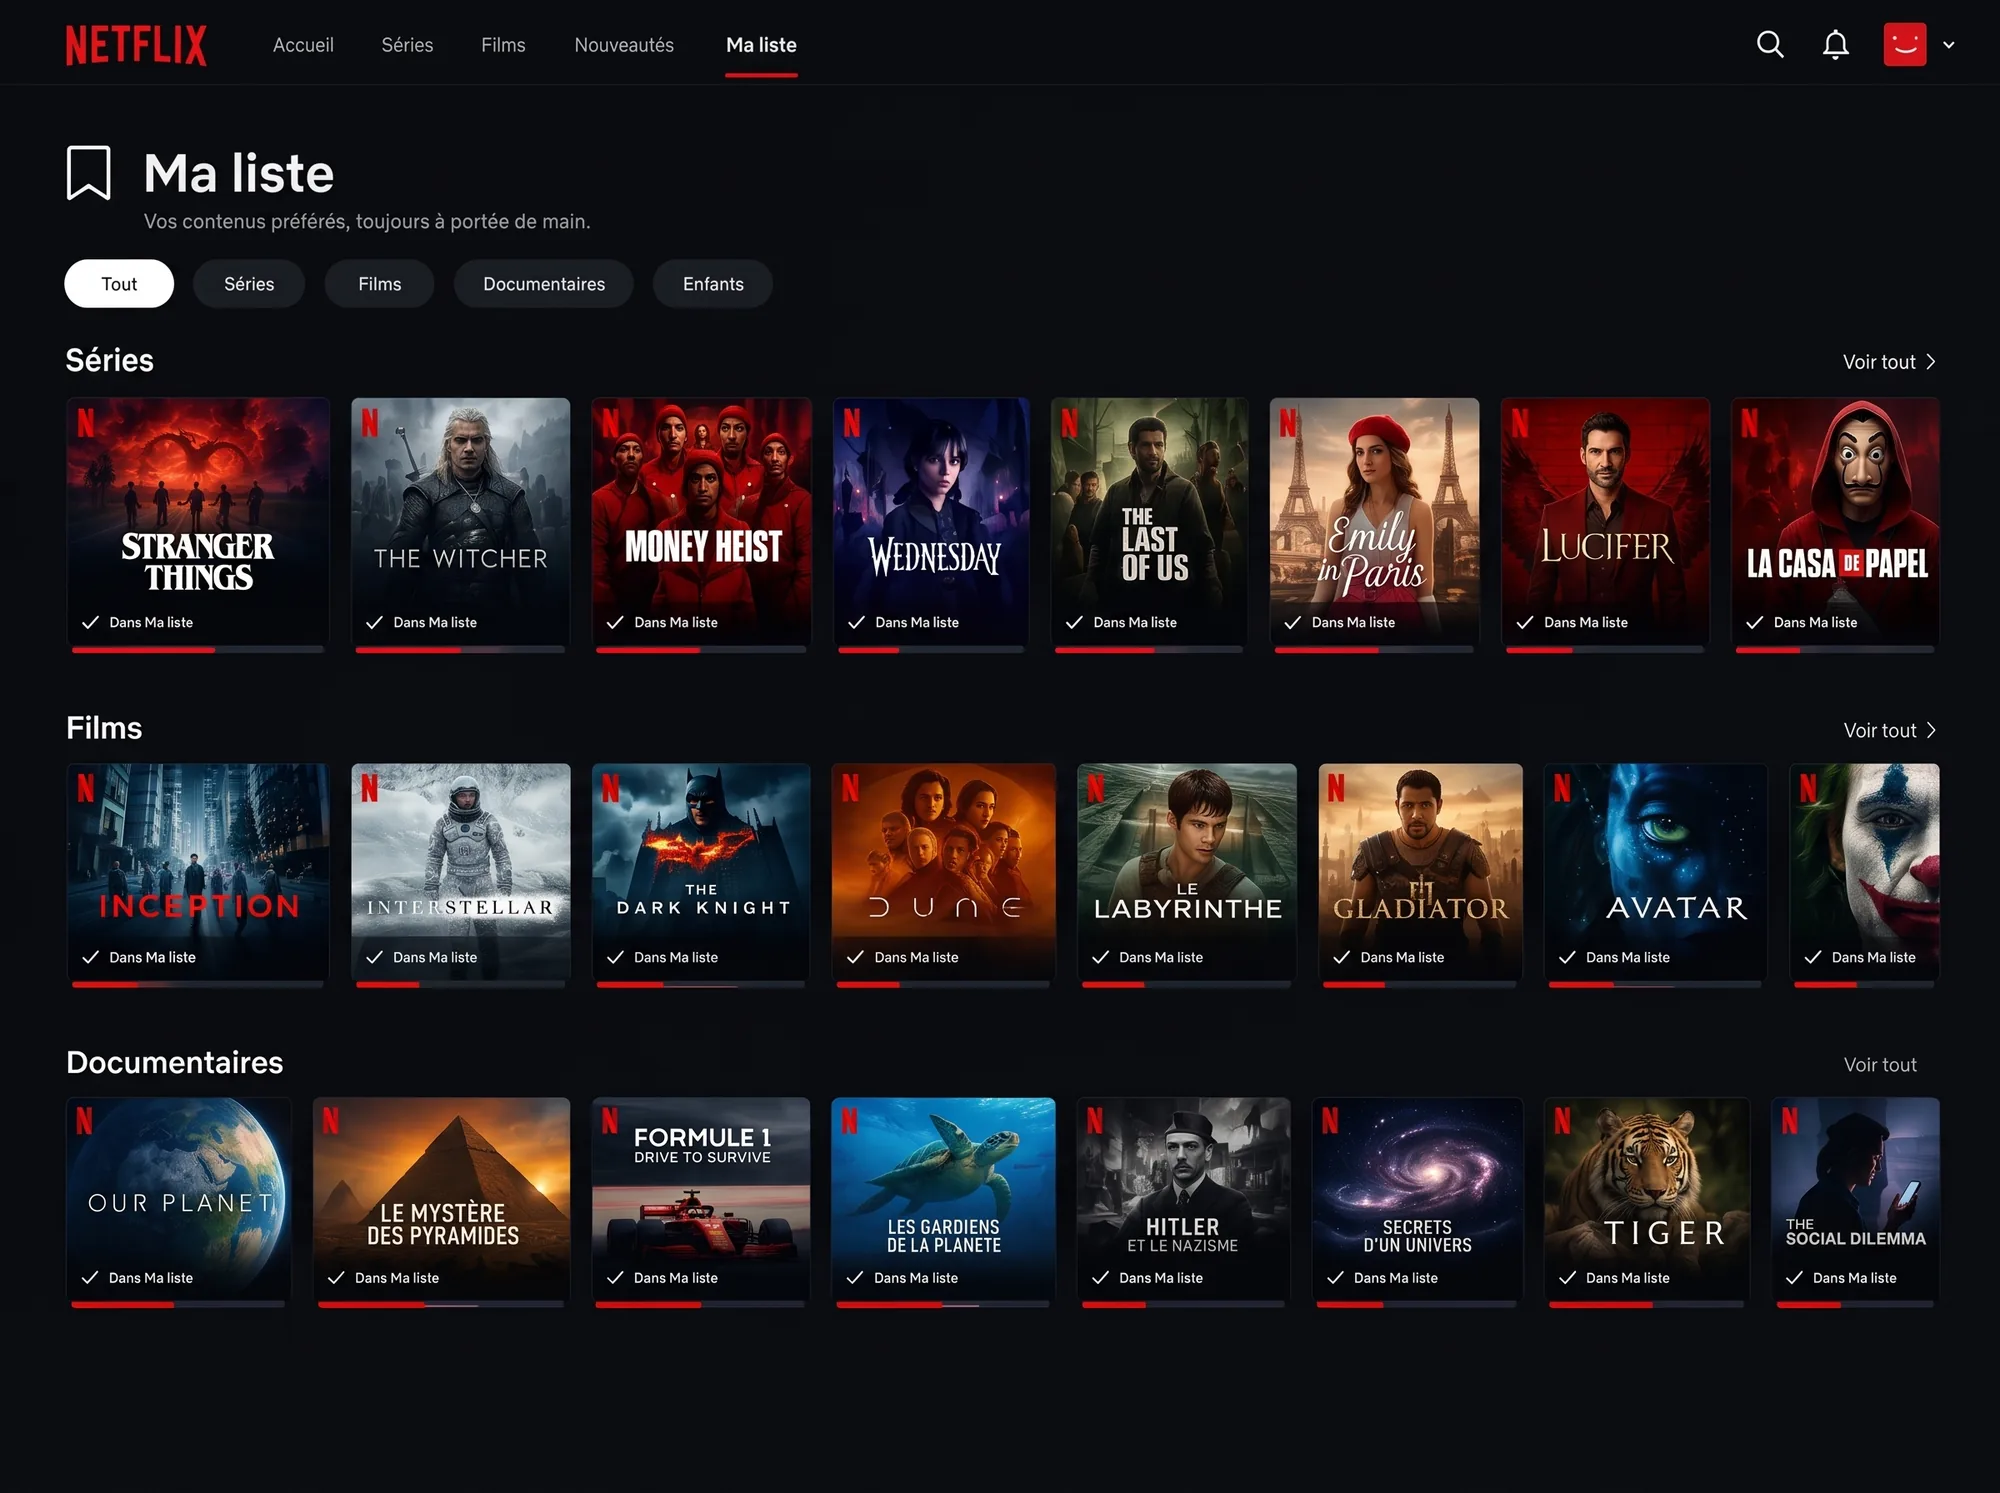 NETFLIX
Accueil
Séries
Films
Nouveautés
Ma liste
Ma liste
Vos contenus préférés, toujours à portée de main.
Tout
Séries
Films
Documentaires
Enfants
Séries
Voir tout
N
STRANGER
THINGS
Dans Ma liste
N
THE WITCHER
Dans Ma liste
N
MONEY HEIST
Dans Ma liste
N
WEDNESDAY
Dans Ma liste
N
THE
LAST
OF US
Dans Ma liste
N
Emily
in Paris
Dans Ma liste
N
LUCIFER
Dans Ma liste
N
LA CASA DE PAPEL
Dans Ma liste
Films
Voir tout
N
INCEPTION
Dans Ma liste
N
INTERSTELLAR
Dans Ma liste
N
THE
DARK KNIGHT
Dans Ma liste
N
DUNE
Dans Ma liste
N
LE
LABYRINTHE
Dans Ma liste
N
GLADIATOR
Dans Ma liste
N
AVATAR
Dans Ma liste
N
Dans Ma liste
Documentaires
Voir tout
N
OUR PLANET
Dans Ma liste
N
LE MYSTÈRE
DES PYRAMIDES
Dans Ma liste
N
FORMULE 1
DRIVE TO SURVIVE
Dans Ma liste
N
LES GARDIENS
DE LA PLANETE
Dans Ma liste
N
HITLER
ET LE NAZISME
Dans Ma liste
N
SECRETS
D'UN UNIVERS
Dans Ma liste
N
TIGER
Dans Ma liste
N
THE
SOCIAL DILEMMA
Dans Ma liste